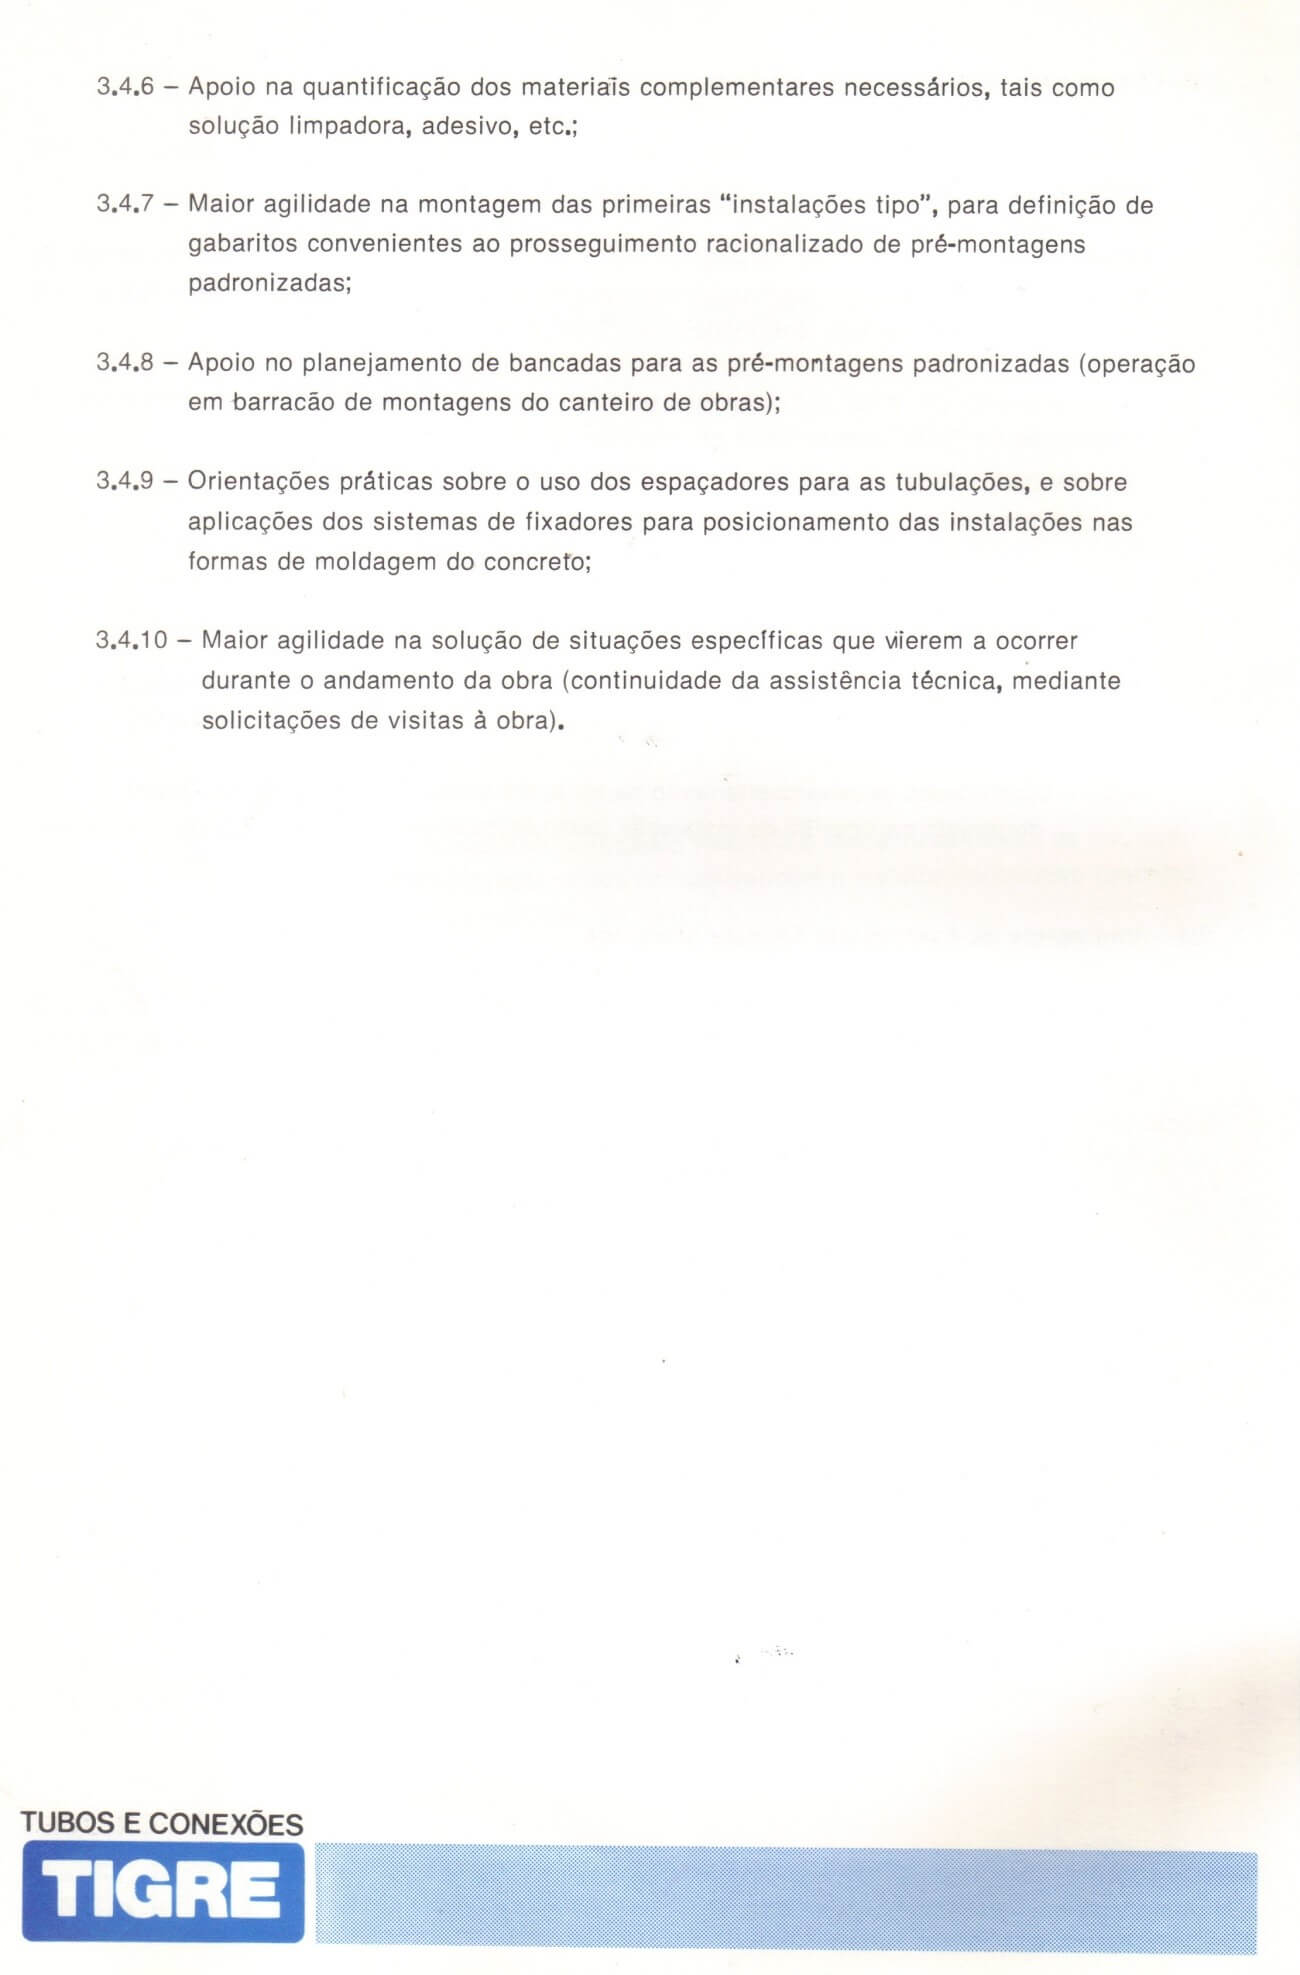 3.4.6 – Apoio na quantificação dos materiais complementares necessários, tais como
solução limpadora, adesivo, etc.;
3.4.7 – Maior agilidade na montagem das primeiras “instalações tipo”, para definição de
gabaritos convenientes ao prosseguimento racionalizado de pré-montagens
padronizadas;
3.4.8 – Apoio no planejamento de bancadas para as pré-montagens padronizadas (operação
em barracão de montagens do canteiro de obras);
3.4.9 – Orientações práticas sobre o uso dos espaçadores para as tubulações, e sobre
aplicações dos sistemas de fixadores para posicionamento das instalações nas
formas de moldagem do concreto;
3.4.10 – Maior agilidade na solução de situações específicas que vierem a ocorrer
durante o andamento da obra (continuidade da assistência técnica, mediante
solicitações de visitas à obra).
TUBOS E CONEXÕES
TIGRE